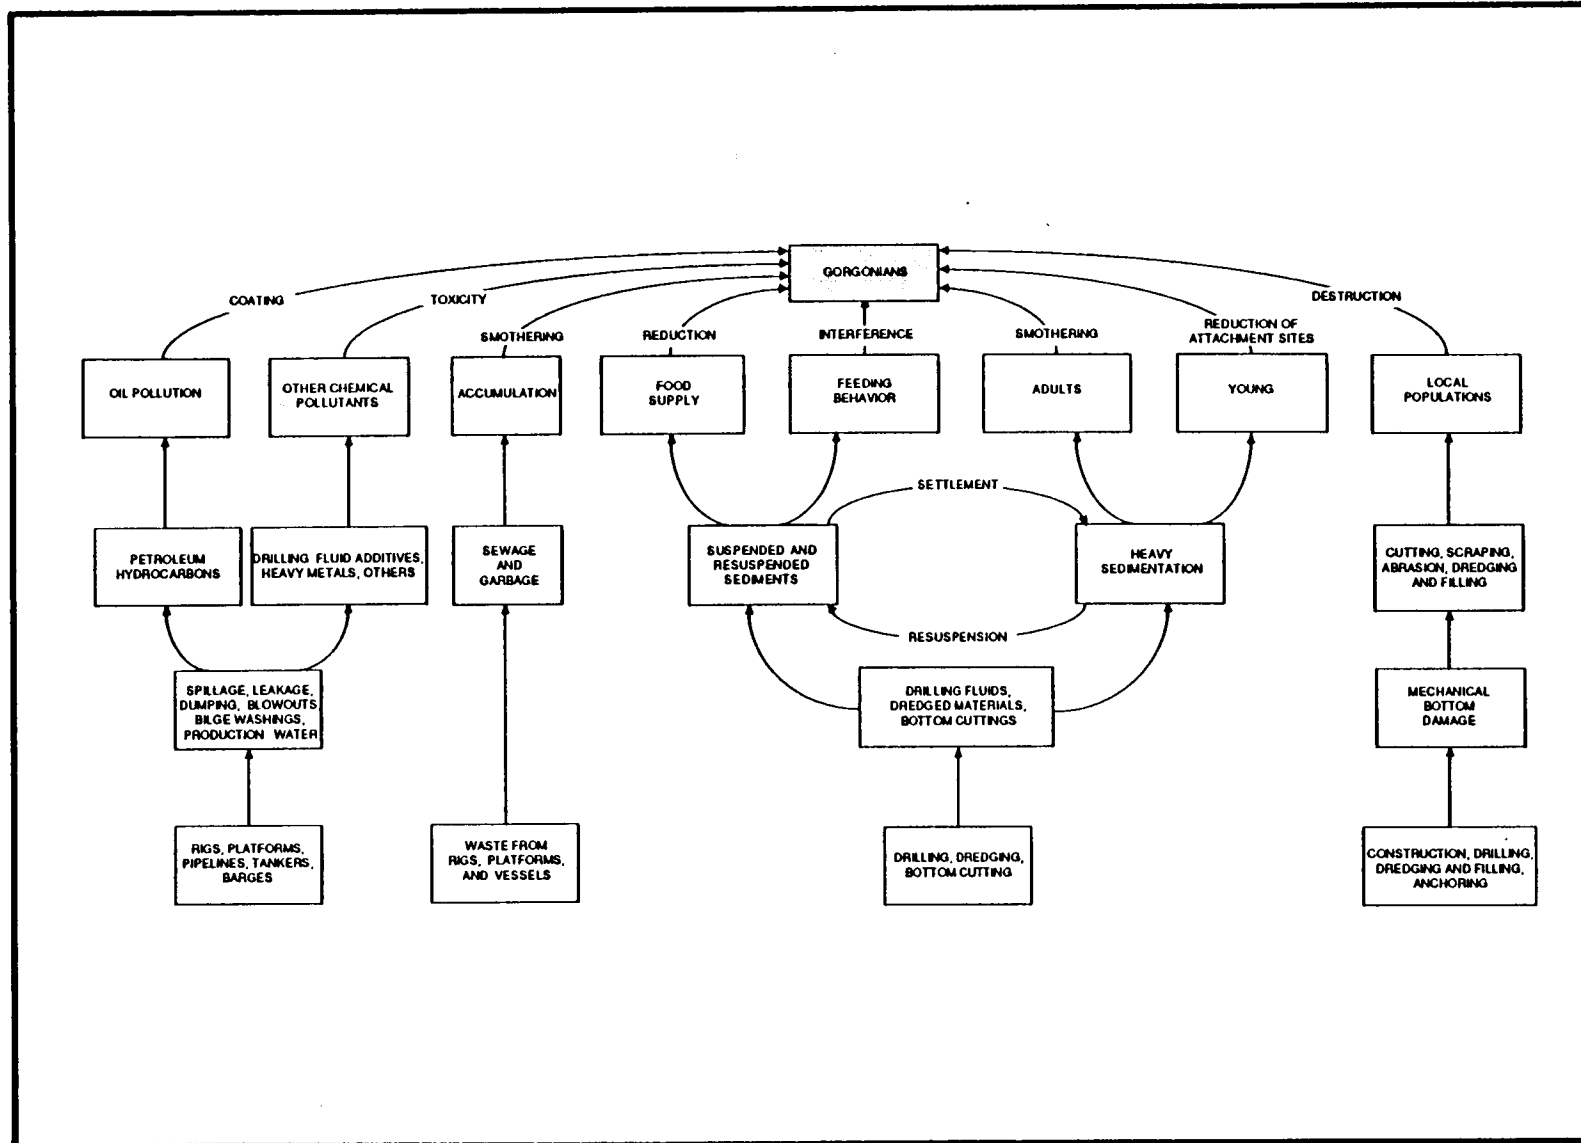 GORGONIANS
COATING
TOXICITY
SMOTHERING
REDUCTION
INTERFERENCE
SMOTHERING
REDUCTION OF
ATTACHMENT SITES
DESTRUCTION
OIL POLLUTION
OTHER CHEMICAL
POLLUTANTS
ACCUMULATION
FOOD
SUPPLY
FEEDING
BEHAVIOR
ADULTS
YOUNG
LOCAL
POPULATIONS
SETTLEMENT
PETROLEUM
HYDROCARBONS
DRILLING FLUID ADDITIVES,
HEAVY METALS, OTHERS
SEWAGE
AND
GARBAGE
SUSPENDED AND
RESUSPENDED
SEDIMENTS
HEAVY
SEDIMENTATION
CUTTING, SCRAPING,
ABRASION, DREDGING
AND FILLING
RESUSPENSION
SPILLAGE, LEAKAGE,
DUMPING, BLOWOUTS
BILGE WASHINGS,
PRODUCTION WATER
DRILLING FLUIDS,
DREDGED MATERIALS,
BOTTOM CUTTINGS
MECHANICAL
BOTTOM
DAMAGE
RIGS, PLATFORMS,
PIPELINES, TANKERS,
BARGES
WASTE FROM
RIGS, PLATFORMS,
AND VESSELS
DRILLING, DREDGING,
BOTTOM CUTTING
CONSTRUCTION, DRILLING,
DREDGING AND FILLING,
ANCHORING